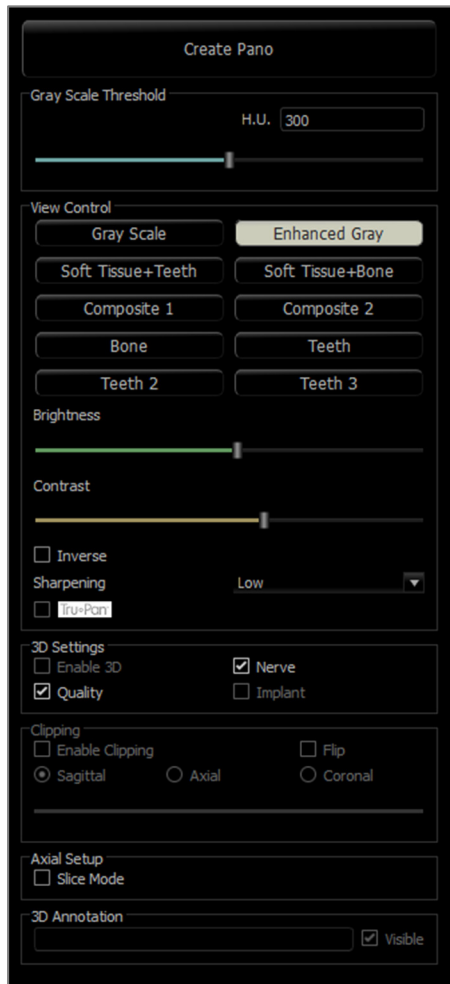 Create Pano
Gray Scale Threshold
H.U. 300
View Control
Gray Scale Enhanced Gray
Soft Tissue+Teeth Soft Tissue+Bone
Composite 1 Composite 2
Bone Teeth
Teeth 2 Teeth 3
Brightness
Contrast
Inverse
Sharpening Low
Tru•Pan
3D Settings
Enable 3D Nerve
Quality Implant
Clipping
Enable Clipping Flip
Sagittal Axial Coronal
Axial Setup
Slice Mode
3D Annotation
Visible